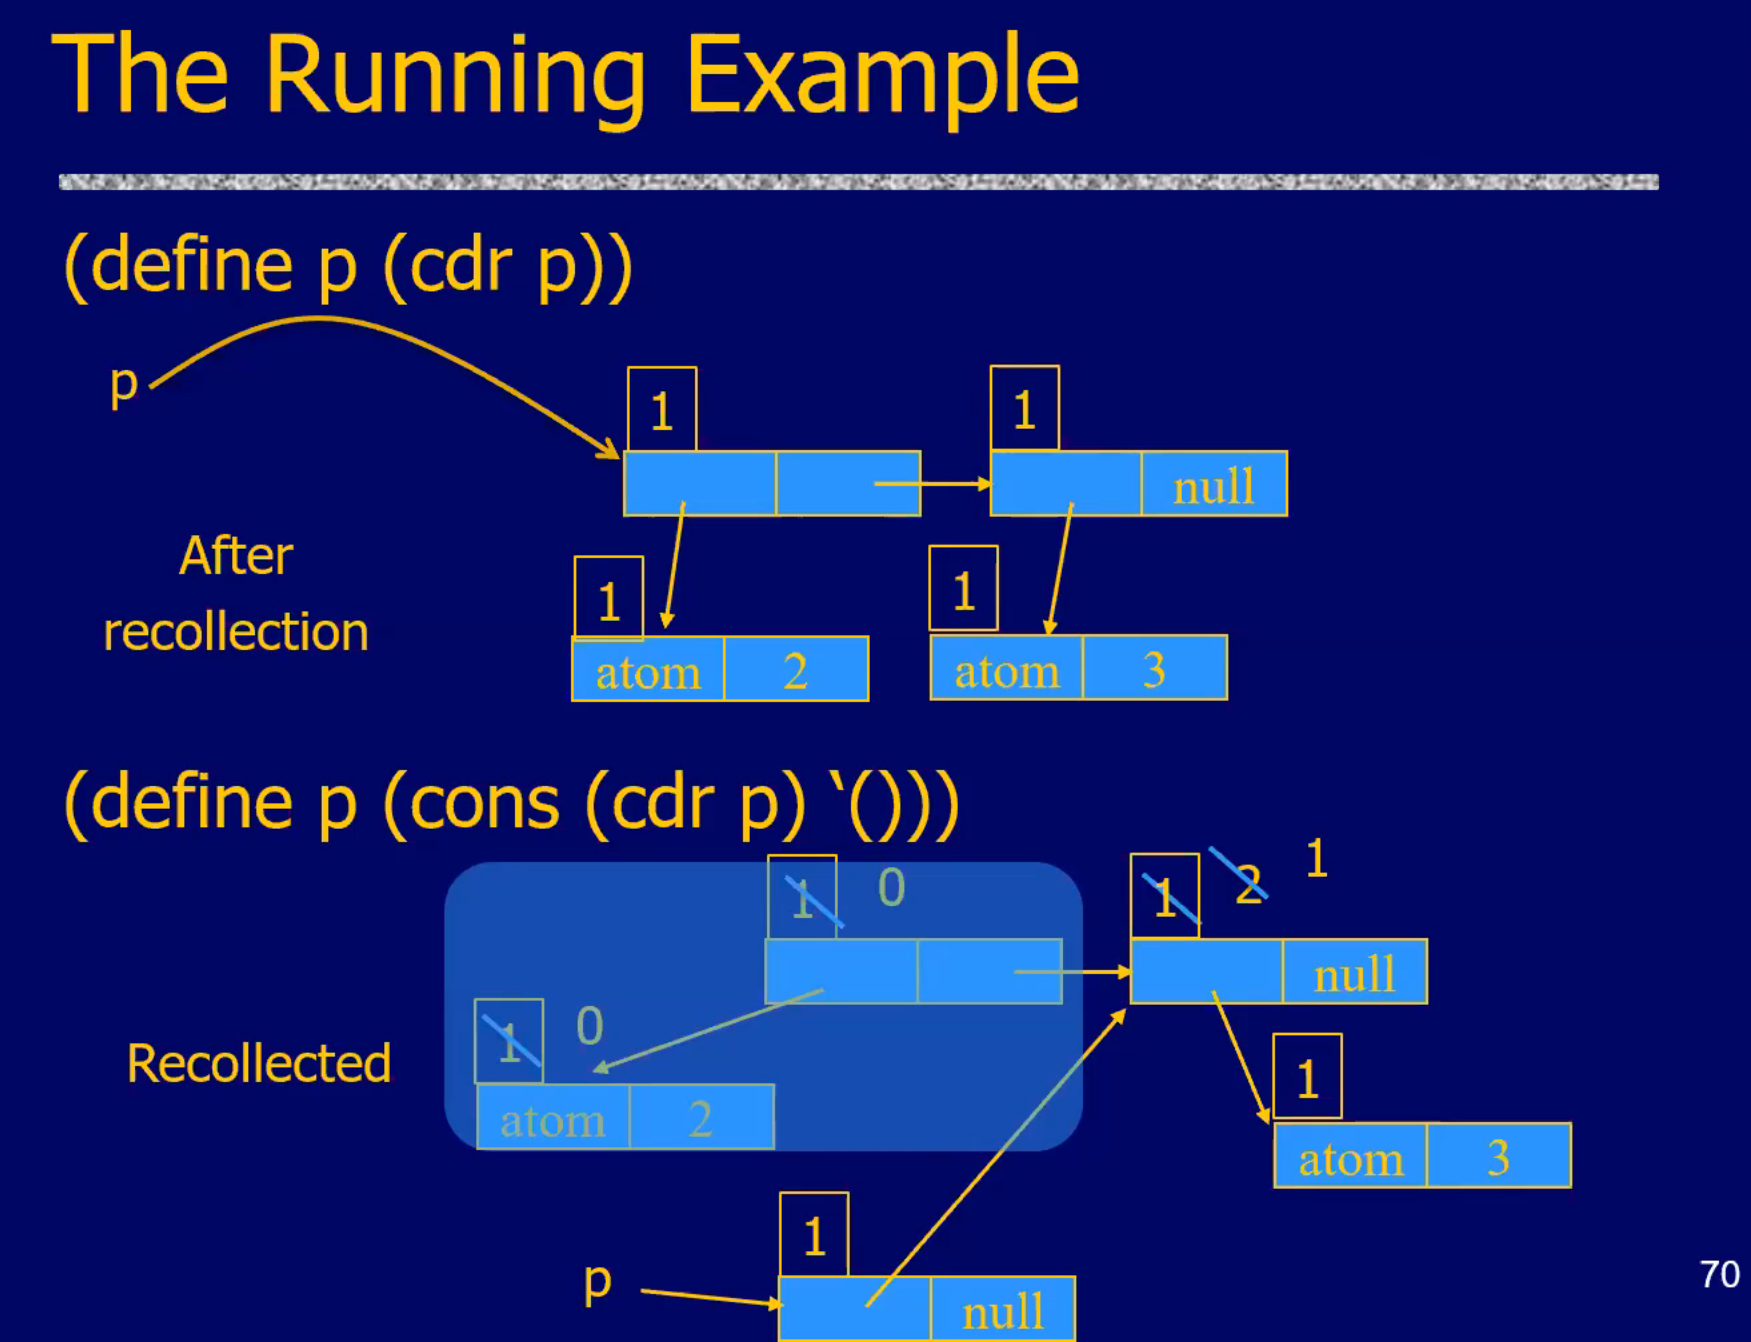 The Running Example
(define p (cdr p))
p
1
1
null
After
recollection
1
1
atom 2
atom 3
(define p (cons (cdr p) ‘()))
1 0
1 2 1
null
1 0
Recollected
atom 2
1
atom 3
1
p
null
70